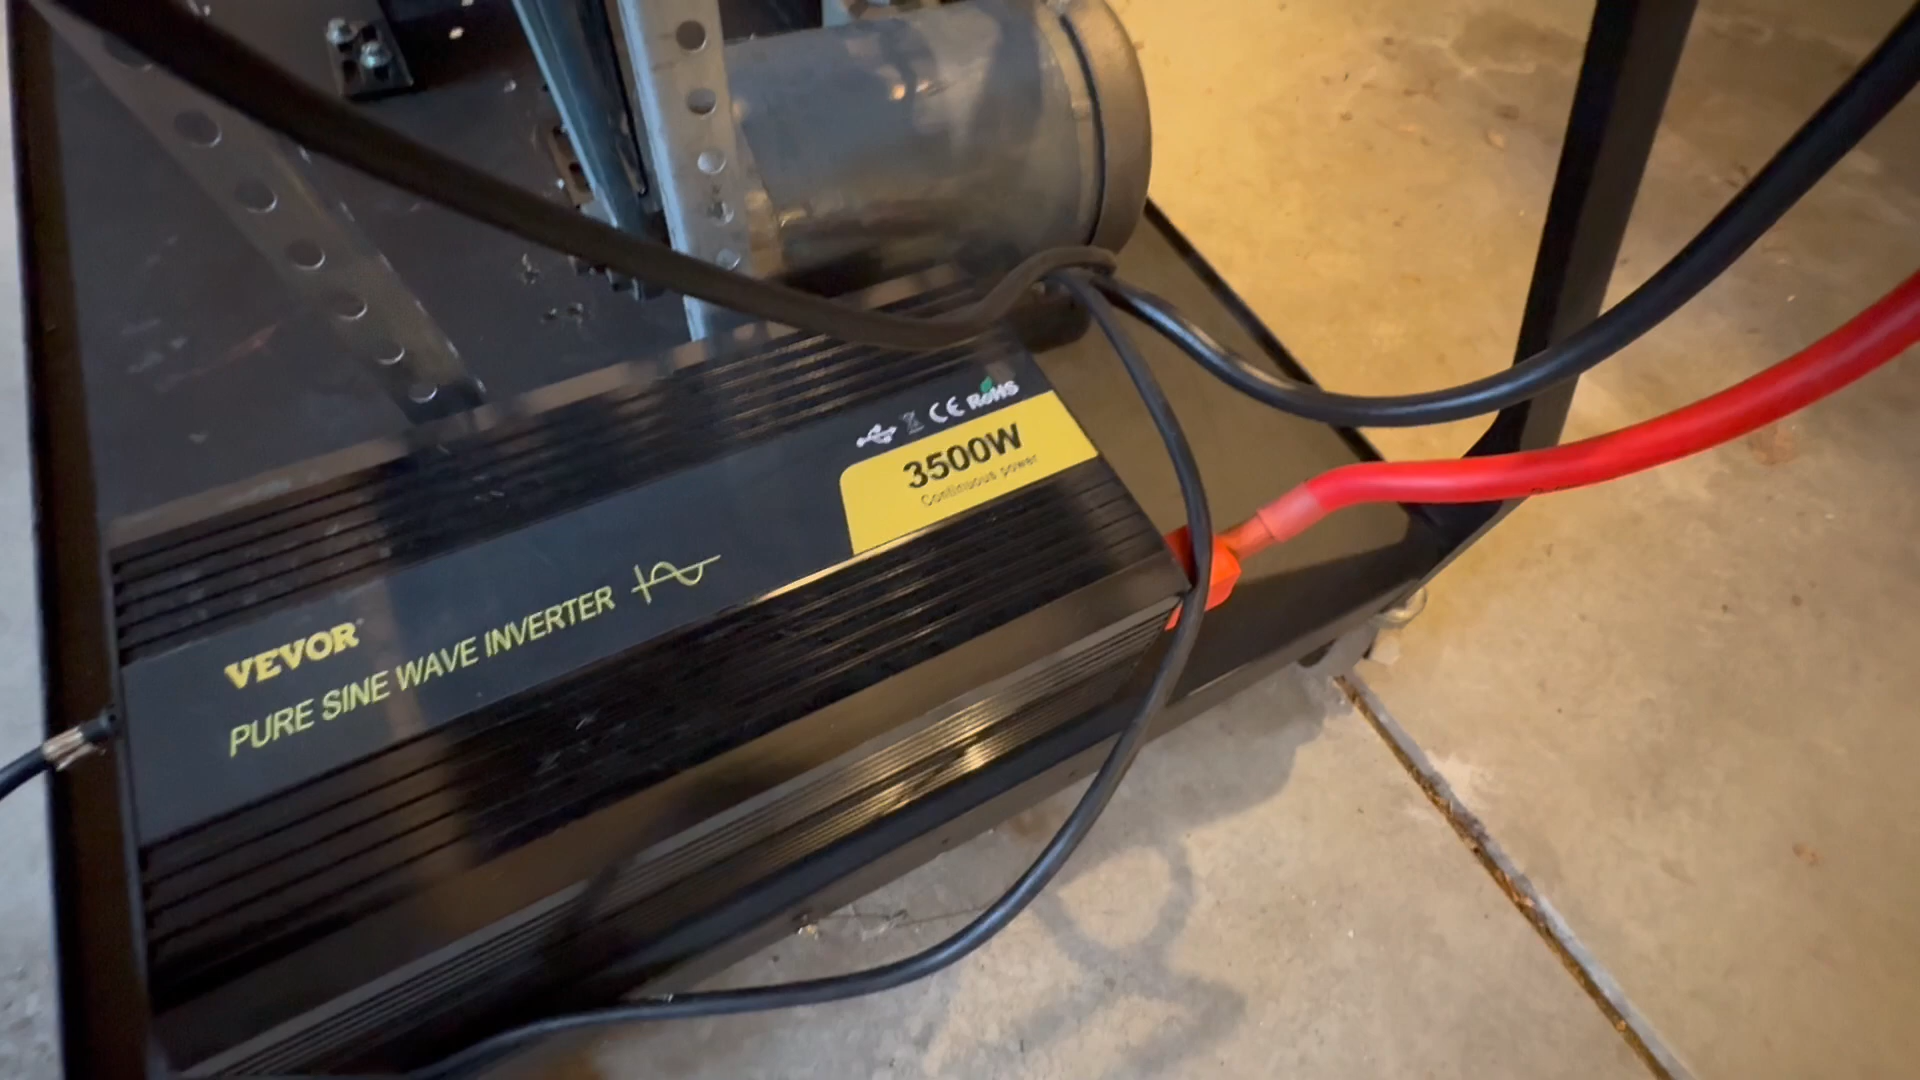 CE RoHS
3500W
Continuous power
VEVOR
PURE SINE WAVE INVERTER